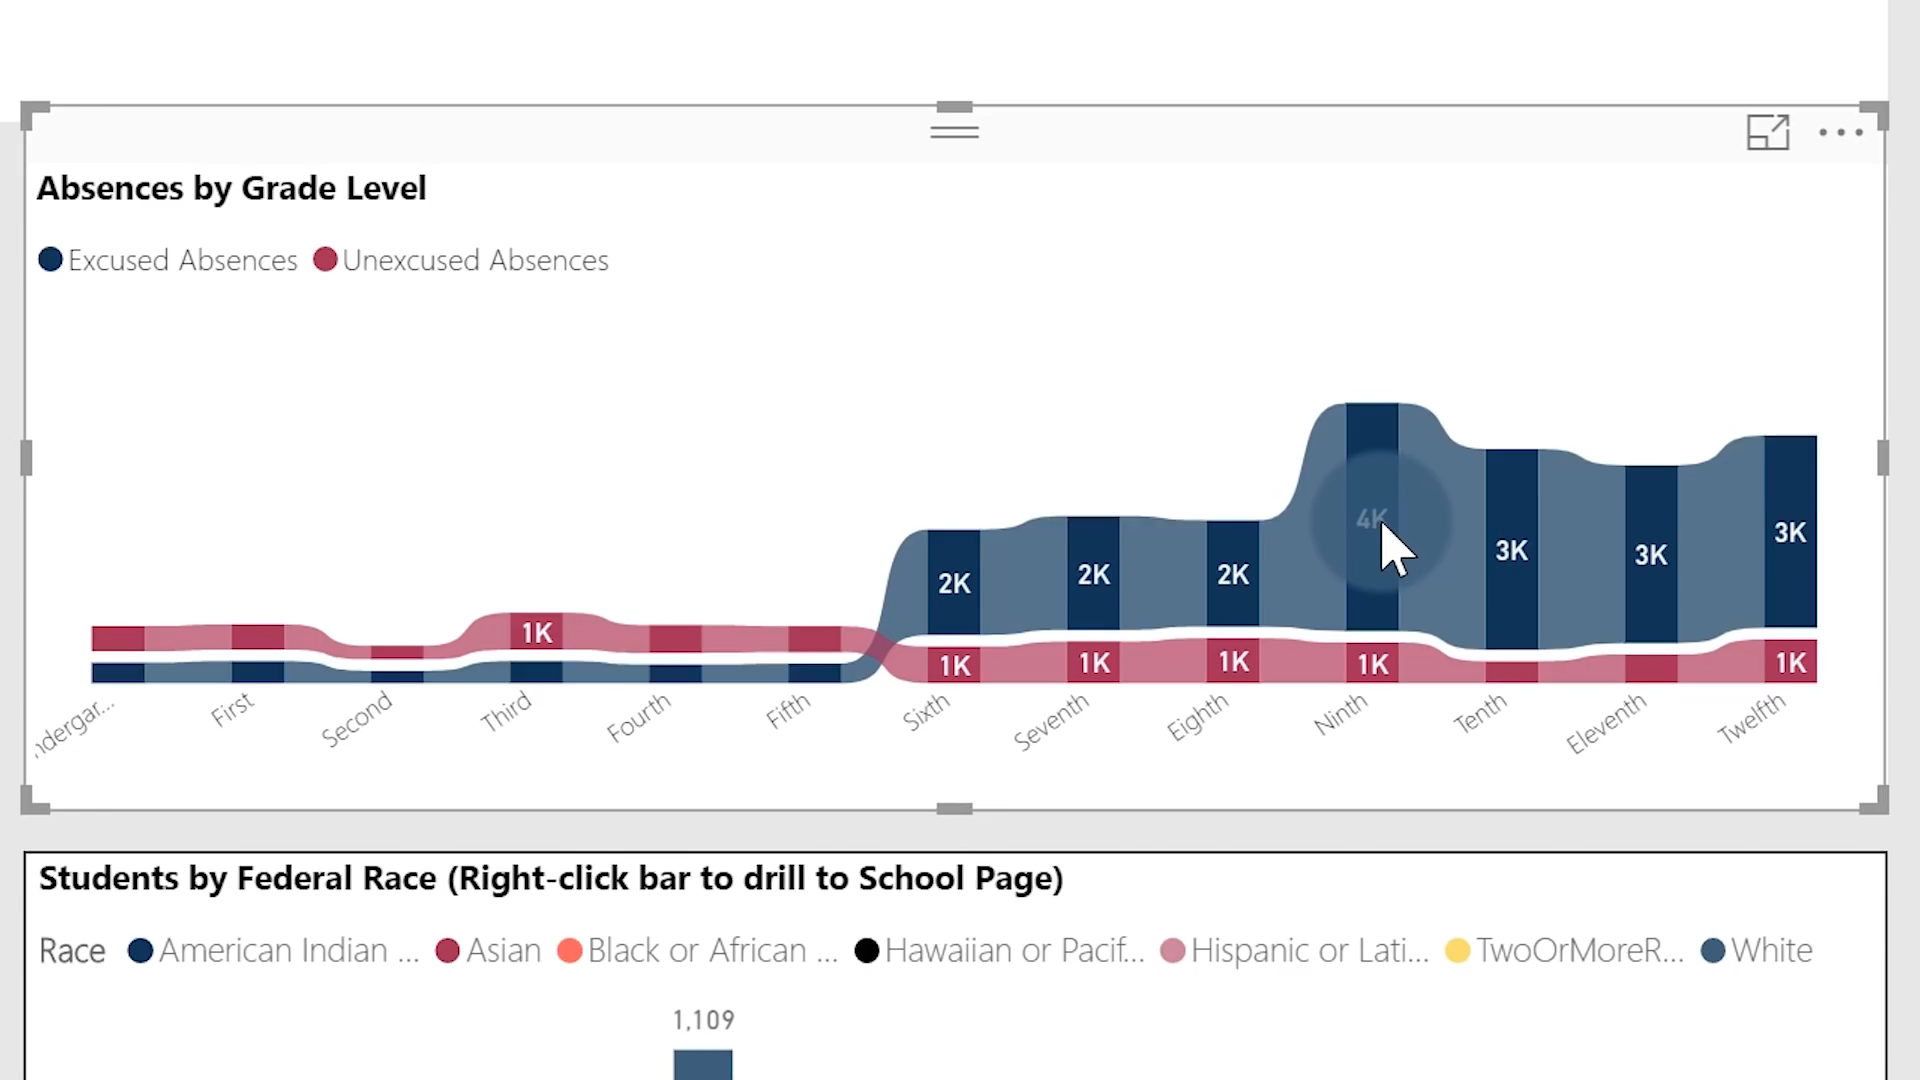 Absences by Grade Level
Excused Absences Unexcused Absences
4K
3K 3K 3K
2K 2K 2K
1K 1K 1K 1K 1K 1K
ndergar... First Second Third Fourth Fifth Sixth Seventh Eighth Ninth Tenth Eleventh Twelfth
Students by Federal Race (Right-click bar to drill to School Page)
Race American Indian ... Asian Black or African ... Hawaiian or Pacif... Hispanic or Lati... TwoOrMoreR... White
1,109